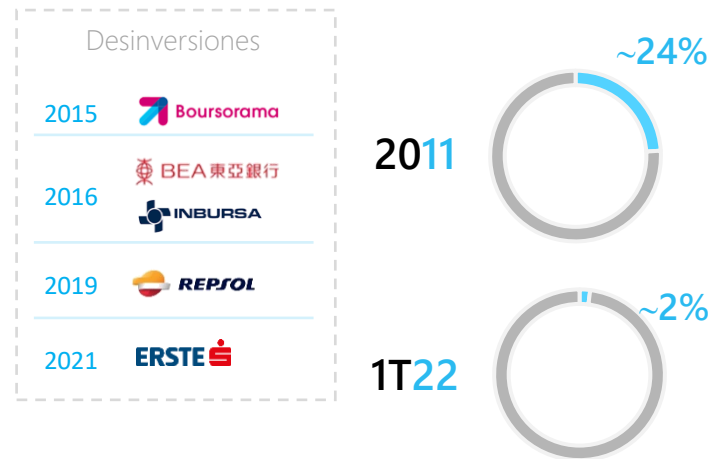 Desinversiones
2015 Boursorama
2016 BEA東亞銀行
INBURSA
2019 REPSOL
2021 ERSTE
~24%
2011
~2%
1T22